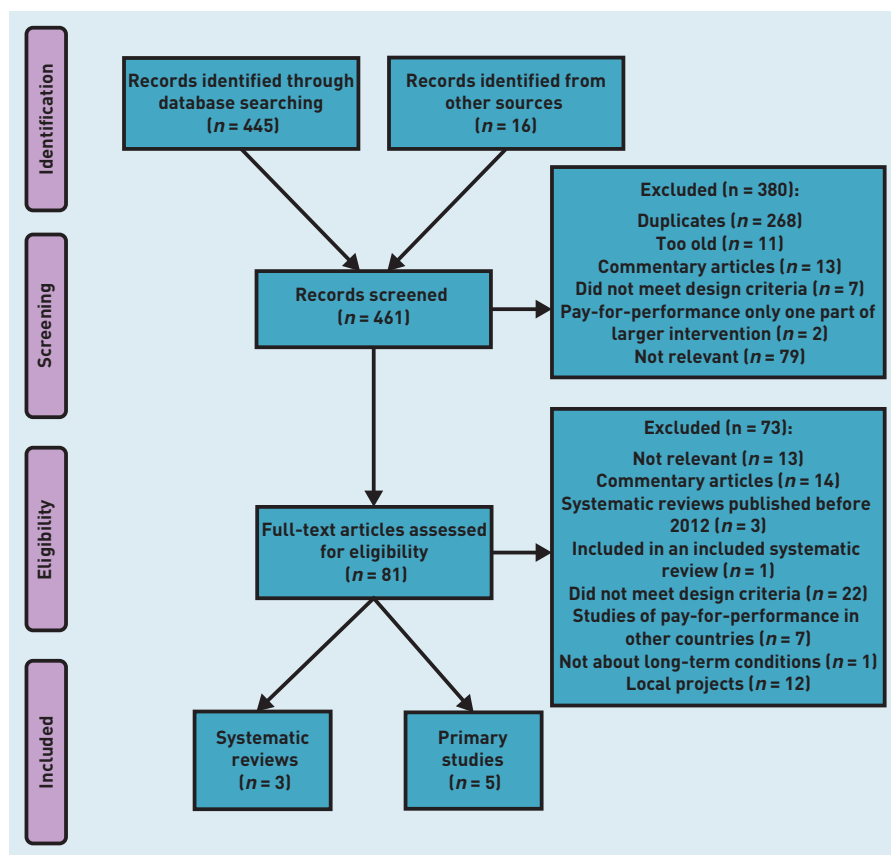 Identification
Records identified through
database searching
(n = 445)
Records identified from
other sources
(n = 16)
Screening
Records screened
(n = 461)
Excluded (n = 380):
Duplicates (n = 268)
Too old (n = 11)
Commentary articles (n = 13)
Did not meet design criteria (n = 7)
Pay-for-performance only one part of
larger intervention (n = 2)
Not relevant (n = 79)
Eligibility
Full-text articles assessed
for eligibility
(n = 81)
Excluded (n = 73):
Not relevant (n = 13)
Commentary articles (n = 14)
Systematic reviews published before
2012 (n = 3)
Included in an included systematic
review (n = 1)
Did not meet design criteria (n = 22)
Studies of pay-for-performance in
other countries (n = 7)
Not about long-term conditions (n = 1)
Local projects (n = 12)
Included
Systematic
reviews
(n = 3)
Primary
studies
(n = 5)